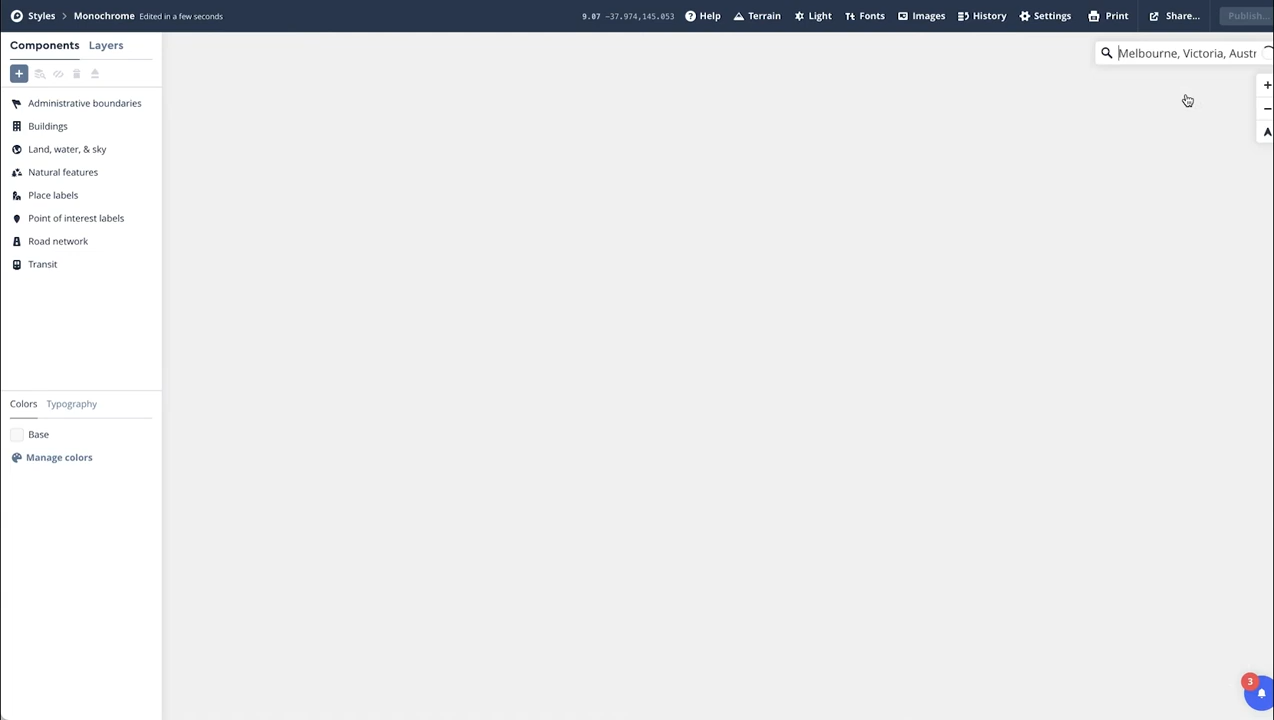 Styles > Monochrome Edited in a few seconds 9.07 -37.974,145.053 Help Terrain Light Fonts Images History Settings Print Share... Publish...
Components Layers
Melbourne, Victoria, Austr
Administrative boundaries
Buildings
Land, water, & sky
Natural features
Place labels
Point of interest labels
Road network
Transit
Colors Typography
Base
Manage colors
3